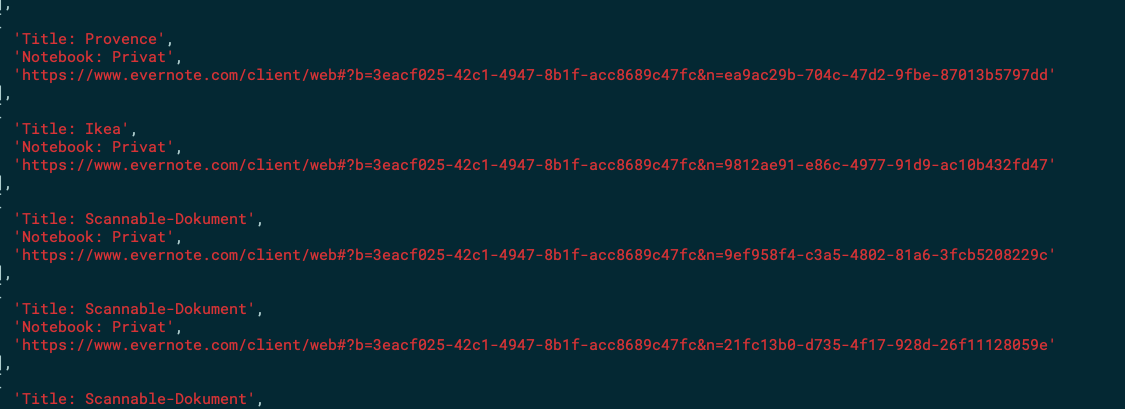 ],
[
'Title: Provence',
'Notebook: Privat',
'https://www.evernote.com/client/web#?b=3eacf025-42c1-4947-8b1f-acc8689c47fc&n=ea9ac29b-704c-47d2-9fbe-87013b5797dd'
],
[
'Title: Ikea',
'Notebook: Privat',
'https://www.evernote.com/client/web#?b=3eacf025-42c1-4947-8b1f-acc8689c47fc&n=9812ae91-e86c-4977-91d9-ac10b432fd47'
],
[
'Title: Scannable-Dokument',
'Notebook: Privat',
'https://www.evernote.com/client/web#?b=3eacf025-42c1-4947-8b1f-acc8689c47fc&n=9ef958f4-c3a5-4802-81a6-3fcb5208229c'
],
[
'Title: Scannable-Dokument',
'Notebook: Privat',
'https://www.evernote.com/client/web#?b=3eacf025-42c1-4947-8b1f-acc8689c47fc&n=21fc13b0-d735-4f17-928d-26f11128059e'
],
[
'Title: Scannable-Dokument',